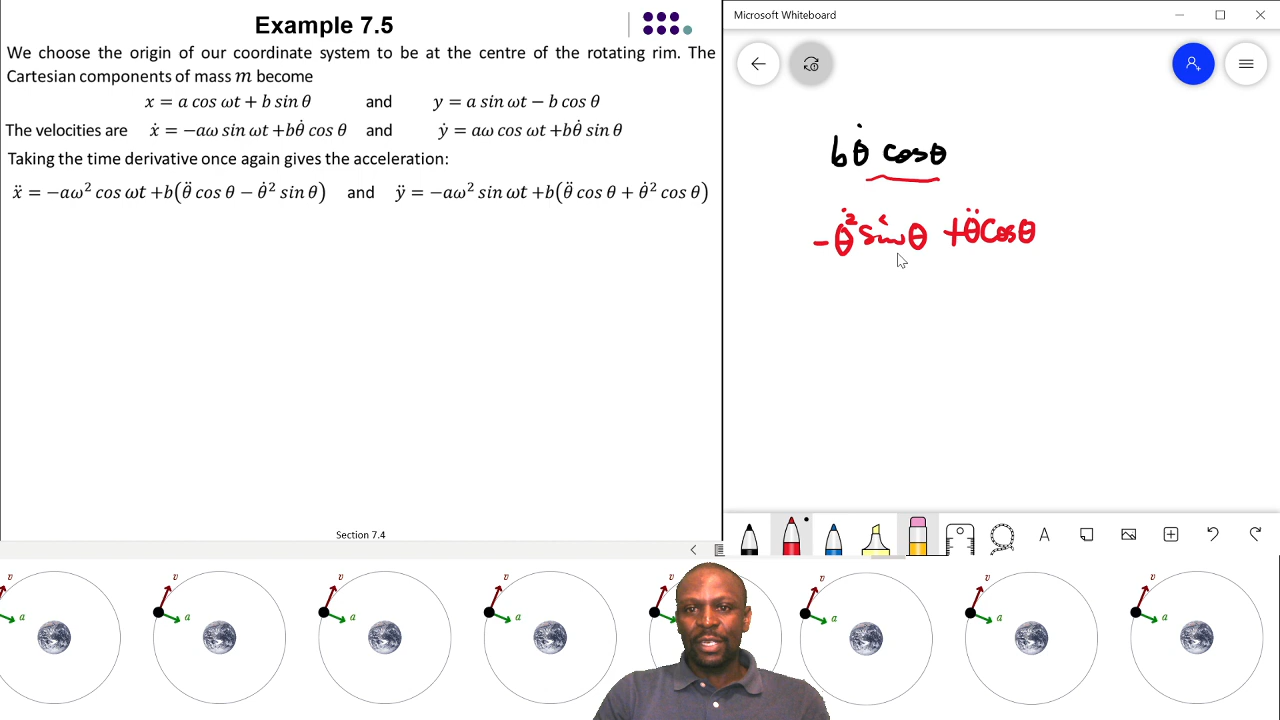 Example 7.5
We choose the origin of our coordinate system to be at the centre of the rotating rim. The
Cartesian components of mass m become
x = a cos ωt + b sin θ and y = a sin ωt − b cos θ
The velocities are ẋ = −aω sin ωt +bθ̇ cos θ and ẏ = aω cos ωt +bθ̇ sin θ
Taking the time derivative once again gives the acceleration:
ẍ = −aω² cos ωt +b(θ̈ cos θ − θ̇² sin θ) and ÿ = −aω² sin ωt +b(θ̈ cos θ + θ̇² cos θ)
Section 7.4
Microsoft Whiteboard
bθ̇ cosθ
−θ̇² sinθ +θ̈ cosθ
A
v
a
v
a
v
a
v
a
v
v
a
v
a
v
a